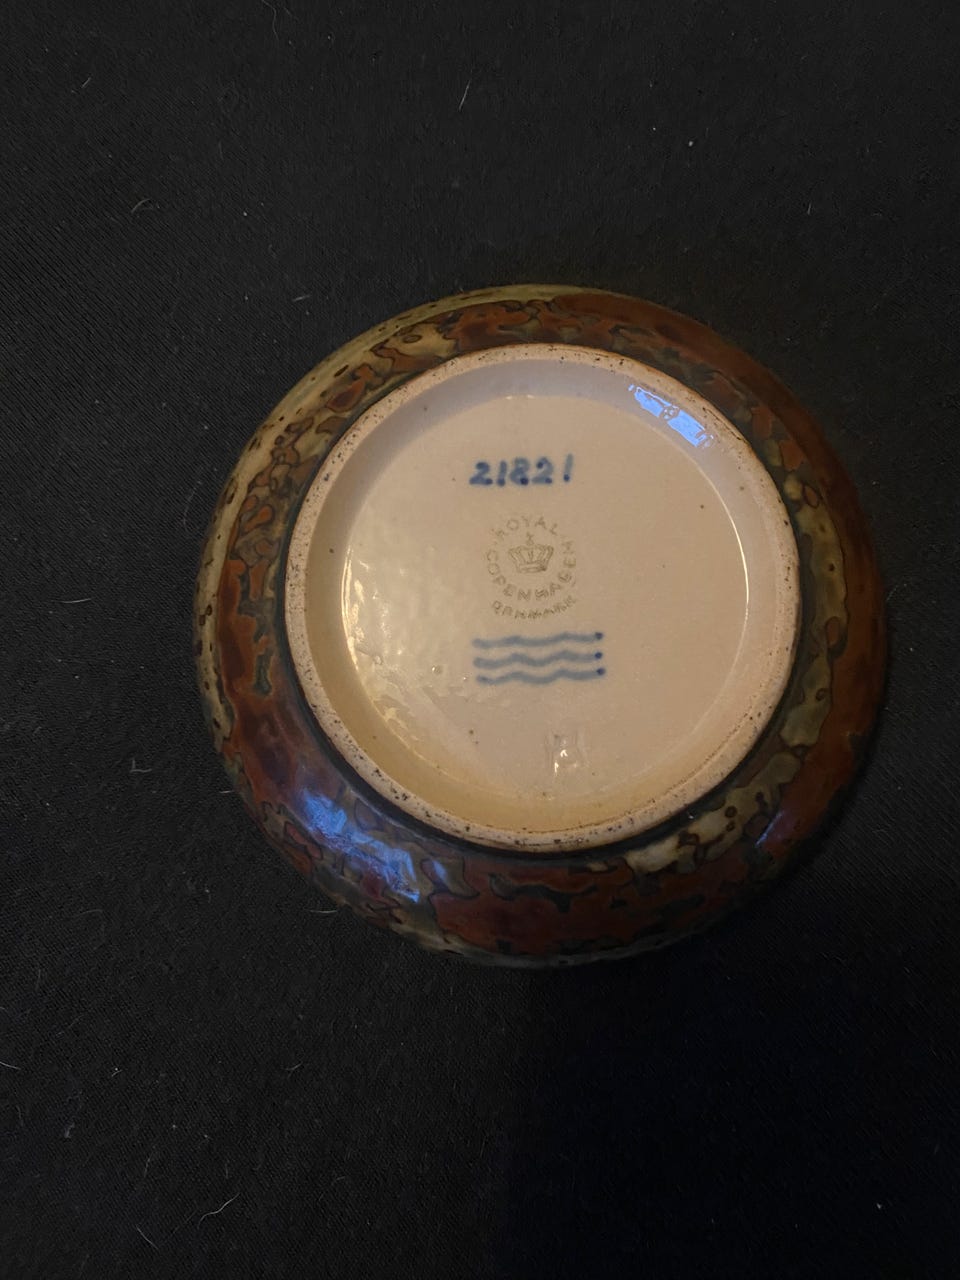 21821
ROYAL
COPENHAGEN
DENMARK